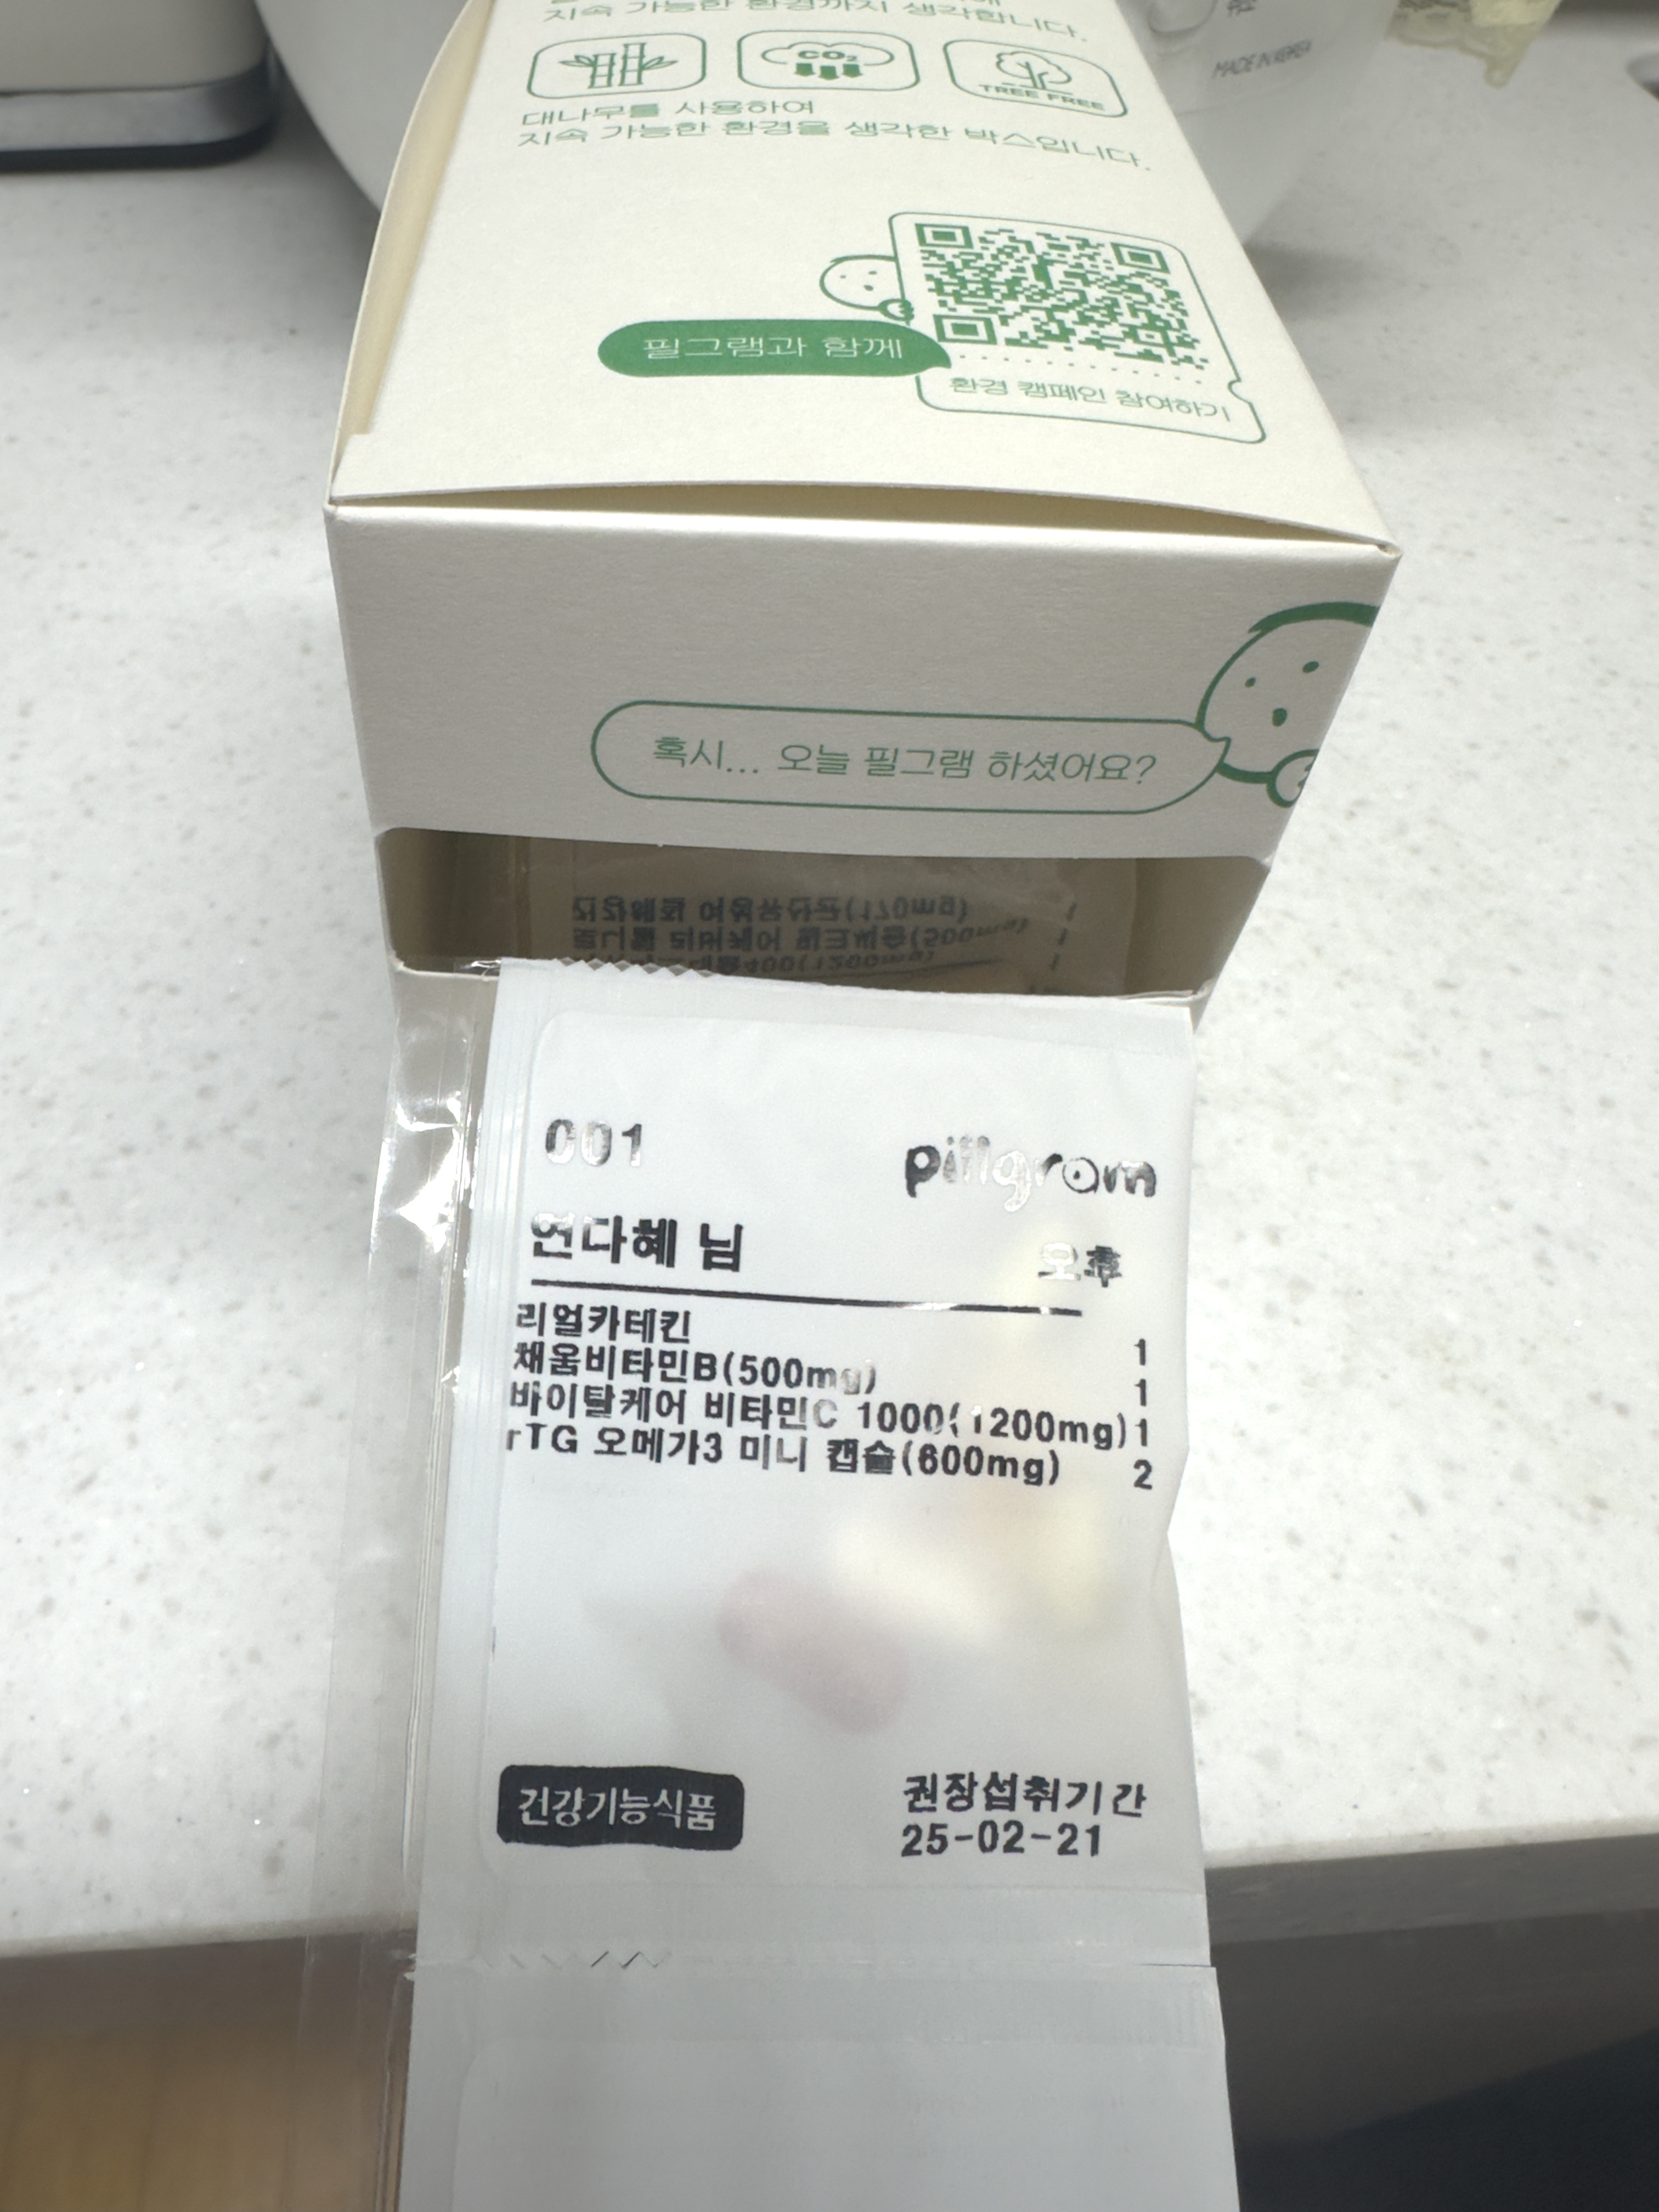 지속 가능한 환경까지 생각합니다.
CO₂
TREE FREE
MADE IN KOREA
대나무를 사용하여
지속 가능한 환경을 생각한 박스입니다.
필그램과 함께
환경 캠페인 참여하기
혹시... 오늘 필그램 하셨어요?
001
pillgram
연다혜 님
오후
리얼카테킨 1
채움비타민B(500mg) 1
바이탈케어 비타민C 1000(1200mg) 1
rTG 오메가3 미니 캡슐(600mg) 2
건강기능식품
권장섭취기간
25-02-21